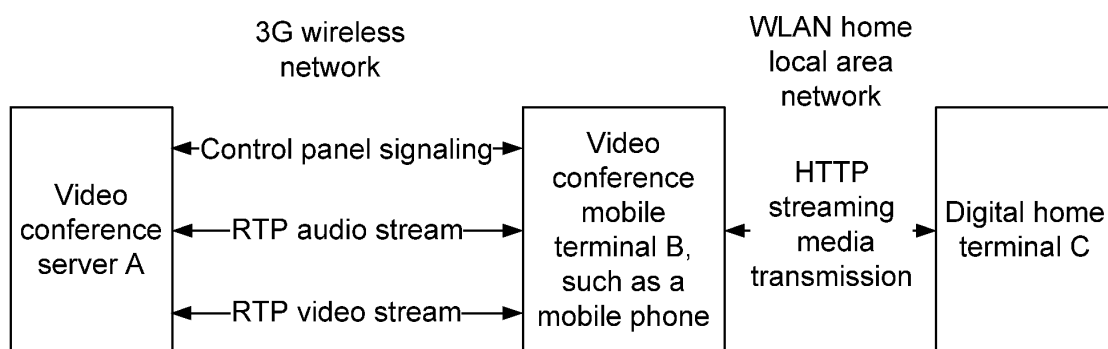 3G wireless
network
WLAN home
local area
network
Video
conference
server A
Control panel signaling
RTP audio stream
RTP video stream
Video
conference
mobile
terminal B,
such as a
mobile phone
HTTP
streaming
media
transmission
Digital home
terminal C